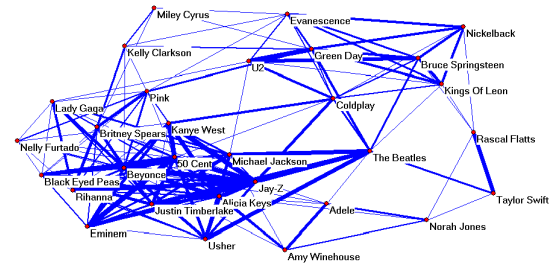 Miley Cyrus
Evanescence
Nickelback
Kelly Clarkson
Green Day
Bruce Springsteen
U2
Kings Of Leon
Pink
Lady Gaga
Coldplay
Britney Spears
Kanye West
Rascal Flatts
Nelly Furtado
50 Cent
Michael Jackson
The Beatles
Black Eyed Peas
Beyonce
Jay-Z
Rihanna
Taylor Swift
Justin Timberlake
Alicia Keys
Adele
Eminem
Usher
Norah Jones
Amy Winehouse